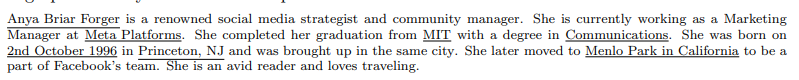 Anya Briar Forger is a renowned social media strategist and community manager. She is currently working as a Marketing
Manager at Meta Platforms. She completed her graduation from MIT with a degree in Communications. She was born on
2nd October 1996 in Princeton, NJ and was brought up in the same city. She later moved to Menlo Park in California to be a
part of Facebook's team. She is an avid reader and loves traveling.